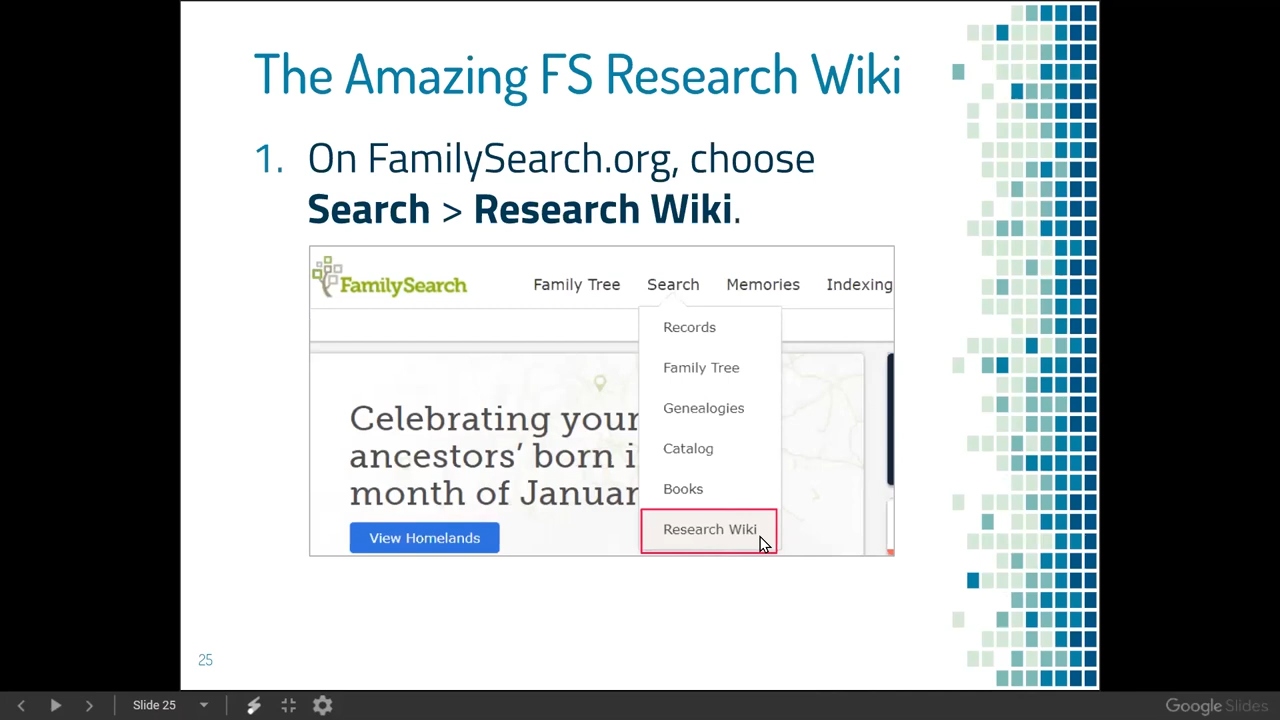 The Amazing FS Research Wiki
1. On FamilySearch.org, choose
Search > Research Wiki.
FamilySearch
Family Tree Search Memories Indexing
Records
Family Tree
Genealogies
Catalog
Books
Research Wiki
Celebrating your
ancestors’ born i
month of Januar
View Homelands
25
Slide 25
Google Slides